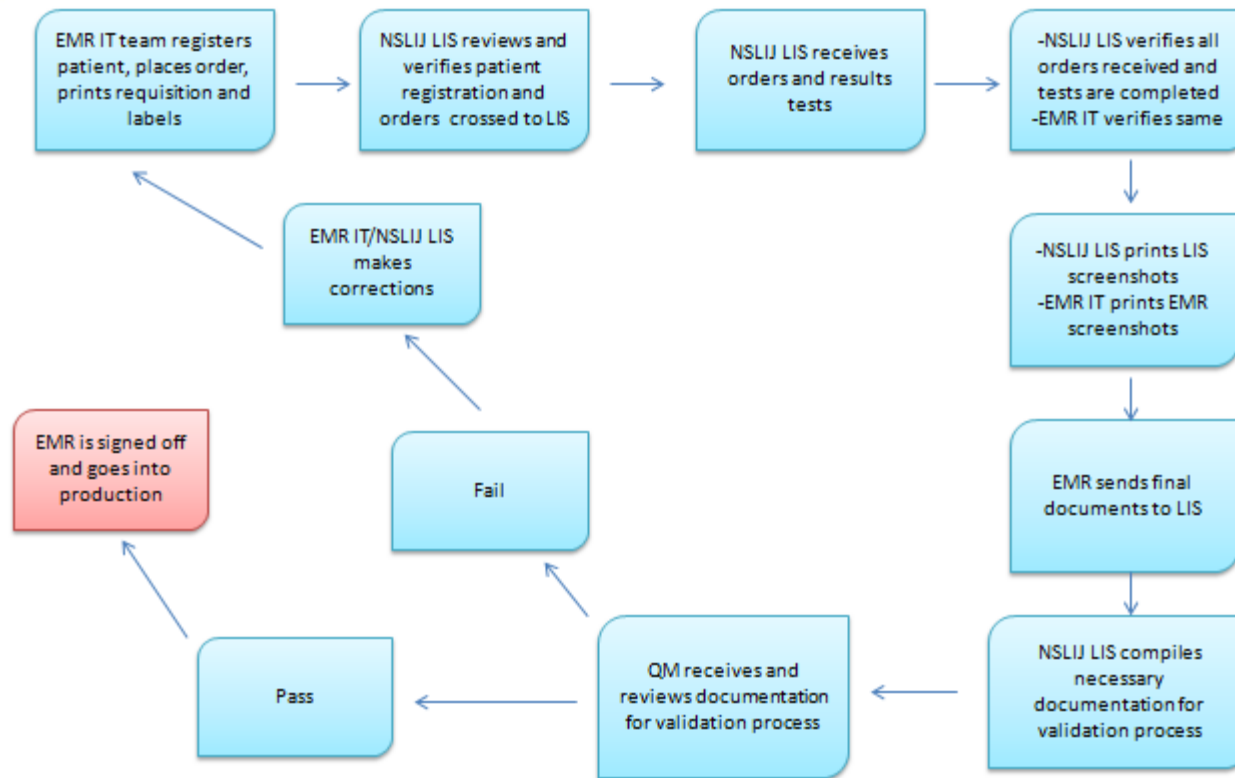 EMR IT team registers
patient, places order,
prints requisition and
labels
NSLIJ LIS reviews and
verifies patient
registration and
orders crossed to LIS
NSLIJ LIS receives
orders and results
tests
-NSLIJ LIS verifies all
orders received and
tests are completed
-EMR IT verifies same
EMR IT/NSLIJ LIS
makes
corrections
-NSLIJ LIS prints LIS
screenshots
-EMR IT prints EMR
screenshots
EMR is signed off
and goes into
production
Fail
EMR sends final
documents to LIS
Pass
QM receives and
reviews documentation
for validation process
NSLIJ LIS compiles
necessary
documentation for
validation process